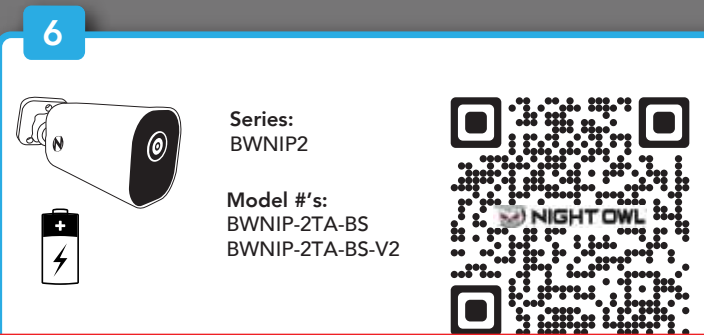 6
Series:
BWNIP2
Model #'s:
BWNIP-2TA-BS
BWNIP-2TA-BS-V2
NIGHT OWL
N